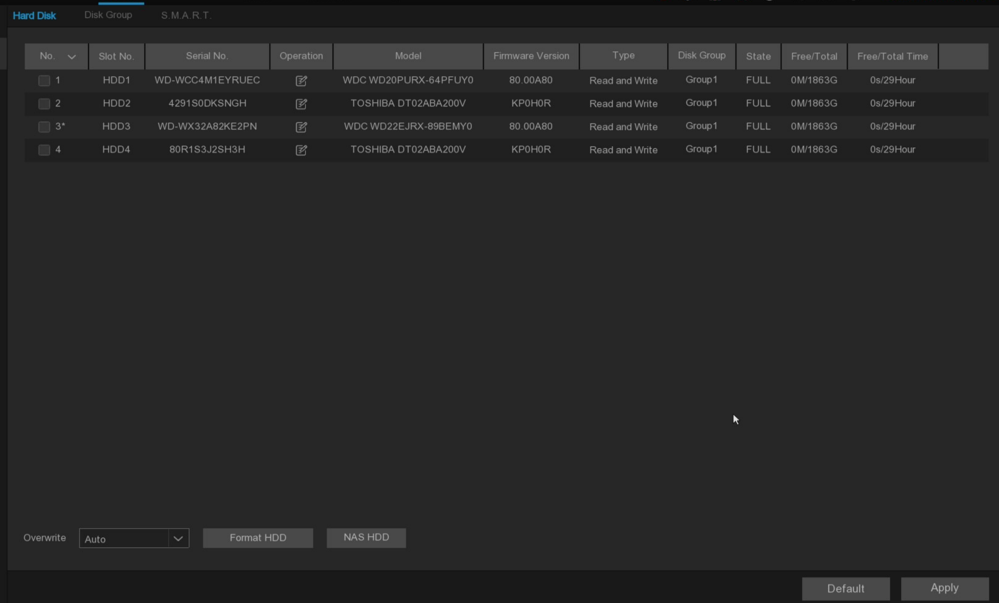 Hard Disk Disk Group S.M.A.R.T.
No. Slot No. Serial No. Operation Model Firmware Version Type Disk Group State Free/Total Free/Total Time
1 HDD1 WD-WCC4M1EYRUEC WDC WD20PURX-64PFUY0 80.00A80 Read and Write Group1 FULL 0M/1863G 0s/29Hour
2 HDD2 4291S0DKSNGH TOSHIBA DT02ABA200V KP0H0R Read and Write Group1 FULL 0M/1863G 0s/29Hour
3* HDD3 WD-WX32A82KE2PN WDC WD22EJRX-89BEMY0 80.00A80 Read and Write Group1 FULL 0M/1863G 0s/29Hour
4 HDD4 80R1S3J2SH3H TOSHIBA DT02ABA200V KP0H0R Read and Write Group1 FULL 0M/1863G 0s/29Hour
Overwrite Auto Format HDD NAS HDD
Default Apply